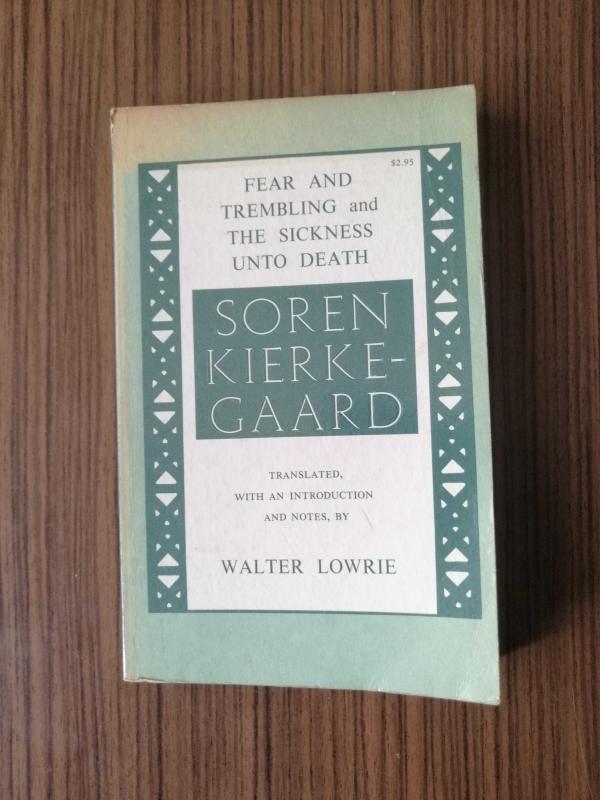 $2.95
FEAR AND
TREMBLING and
THE SICKNESS
UNTO DEATH
SOREN
KIERKE-
GAARD
TRANSLATED,
WITH AN INTRODUCTION
AND NOTES, BY
WALTER LOWRIE